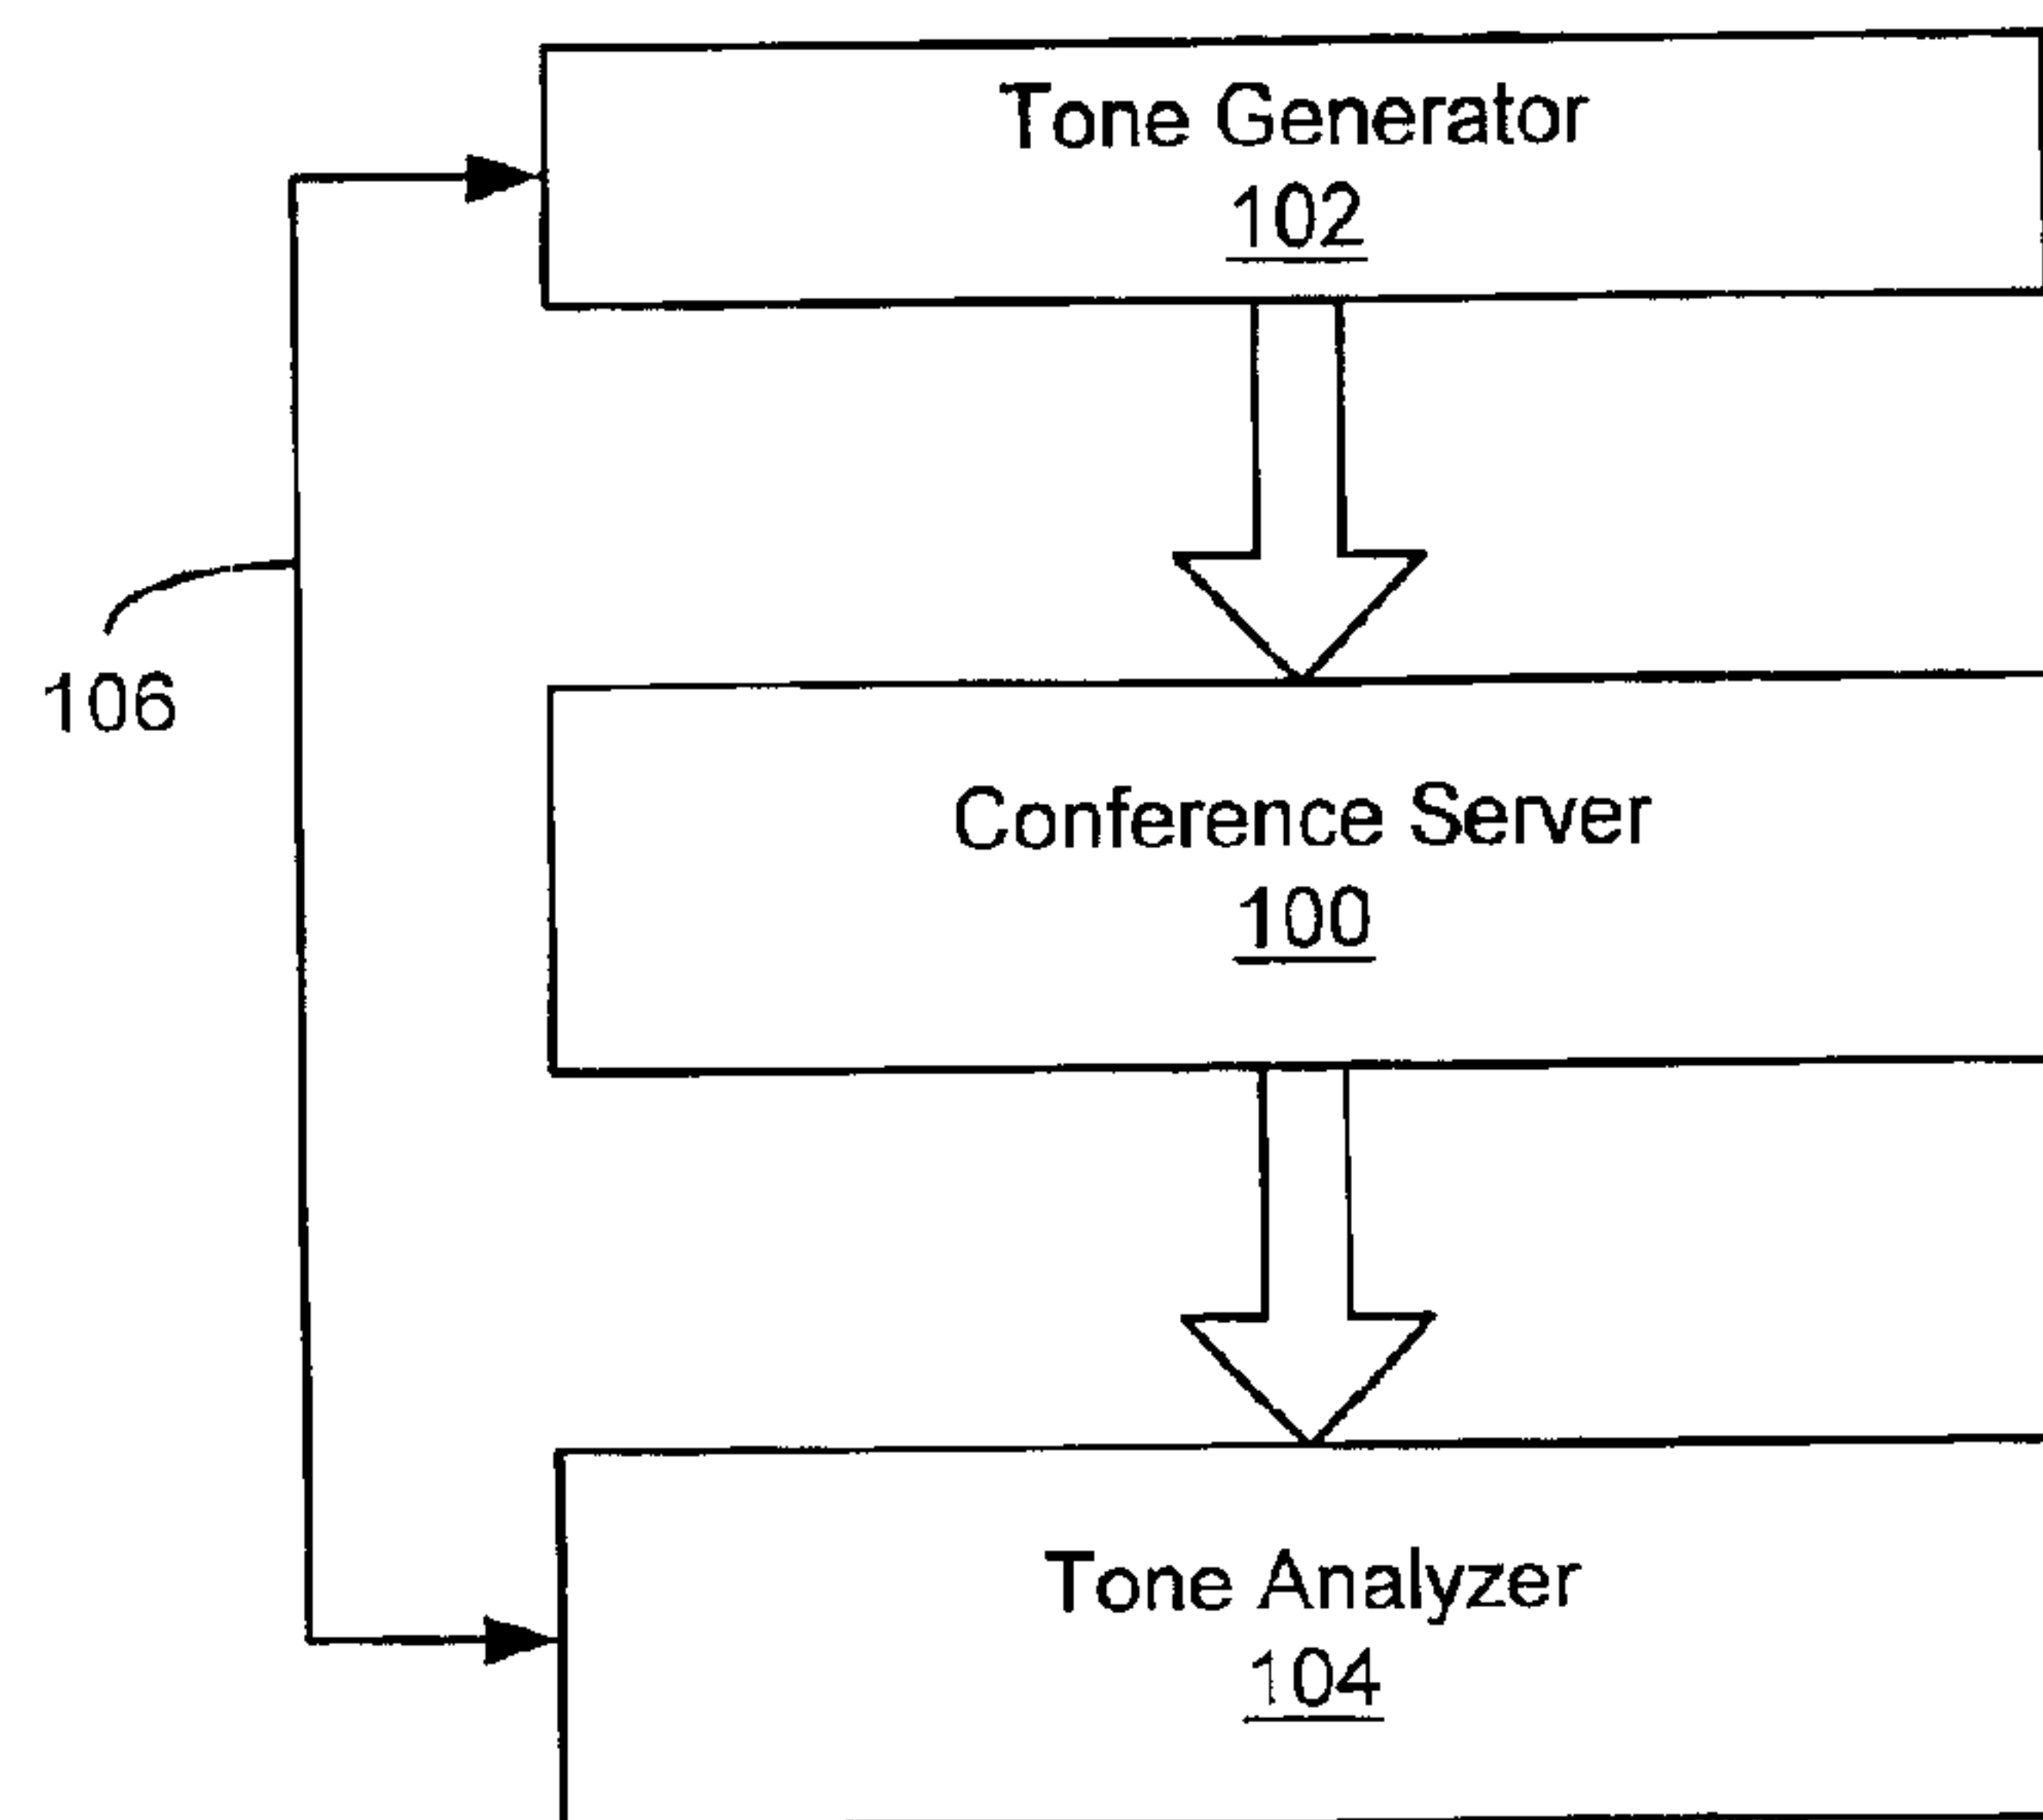 Tone Generator
102
106
Conference Server
100
Tone Analyzer
104